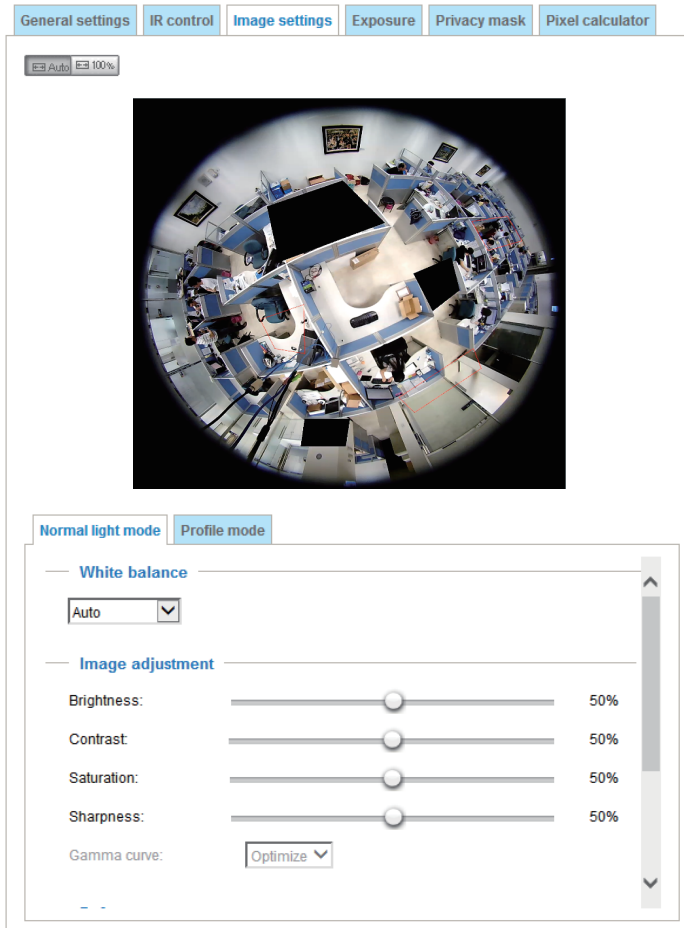 General settings IR control Image settings Exposure Privacy mask Pixel calculator
Auto 100%
Normal light mode Profile mode
White balance
Auto
Image adjustment
Brightness: 50%
Contrast: 50%
Saturation: 50%
Sharpness: 50%
Gamma curve: Optimize